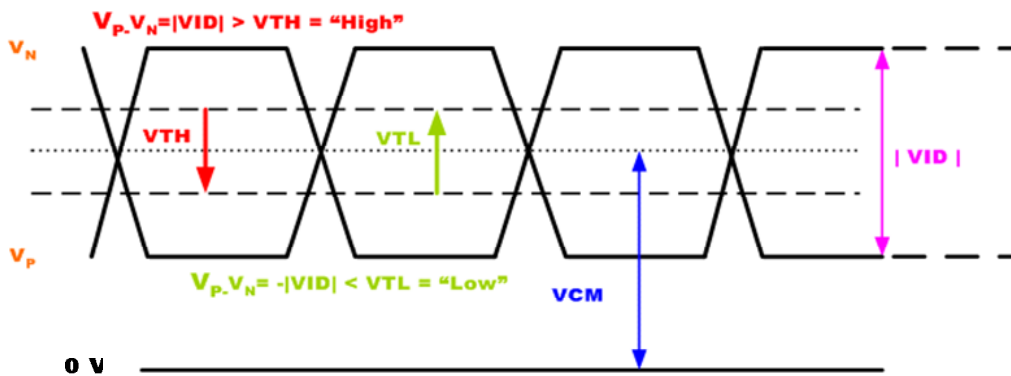 VP-VN=|VID| > VTH = “High”
VN
VTH
VTL
| VID |
VP
VP-VN= -|VID| < VTL = “Low”
VCM
0 V